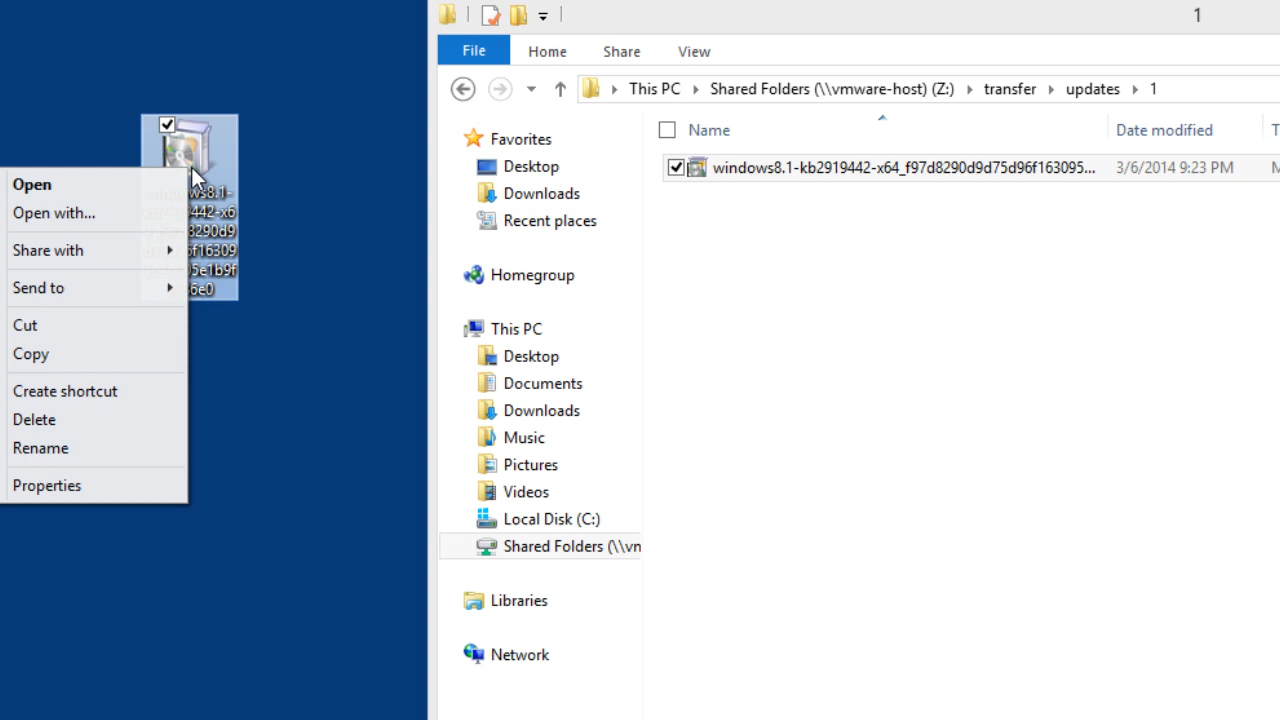 1
File
Home
Share
View
This PC
Shared Folders (\\vmware-host) (Z:)
transfer
updates
1
Name
Date modified
windows8.1-kb2919442-x64_f97d8290d9d75d96f163095...
3/6/2014 9:23 PM
Favorites
Desktop
Downloads
Recent places
Homegroup
This PC
Desktop
Documents
Downloads
Music
Pictures
Videos
Local Disk (C:)
Shared Folders (\\vm
Libraries
Network
Open
Open with...
Share with
Send to
Cut
Copy
Create shortcut
Delete
Rename
Properties